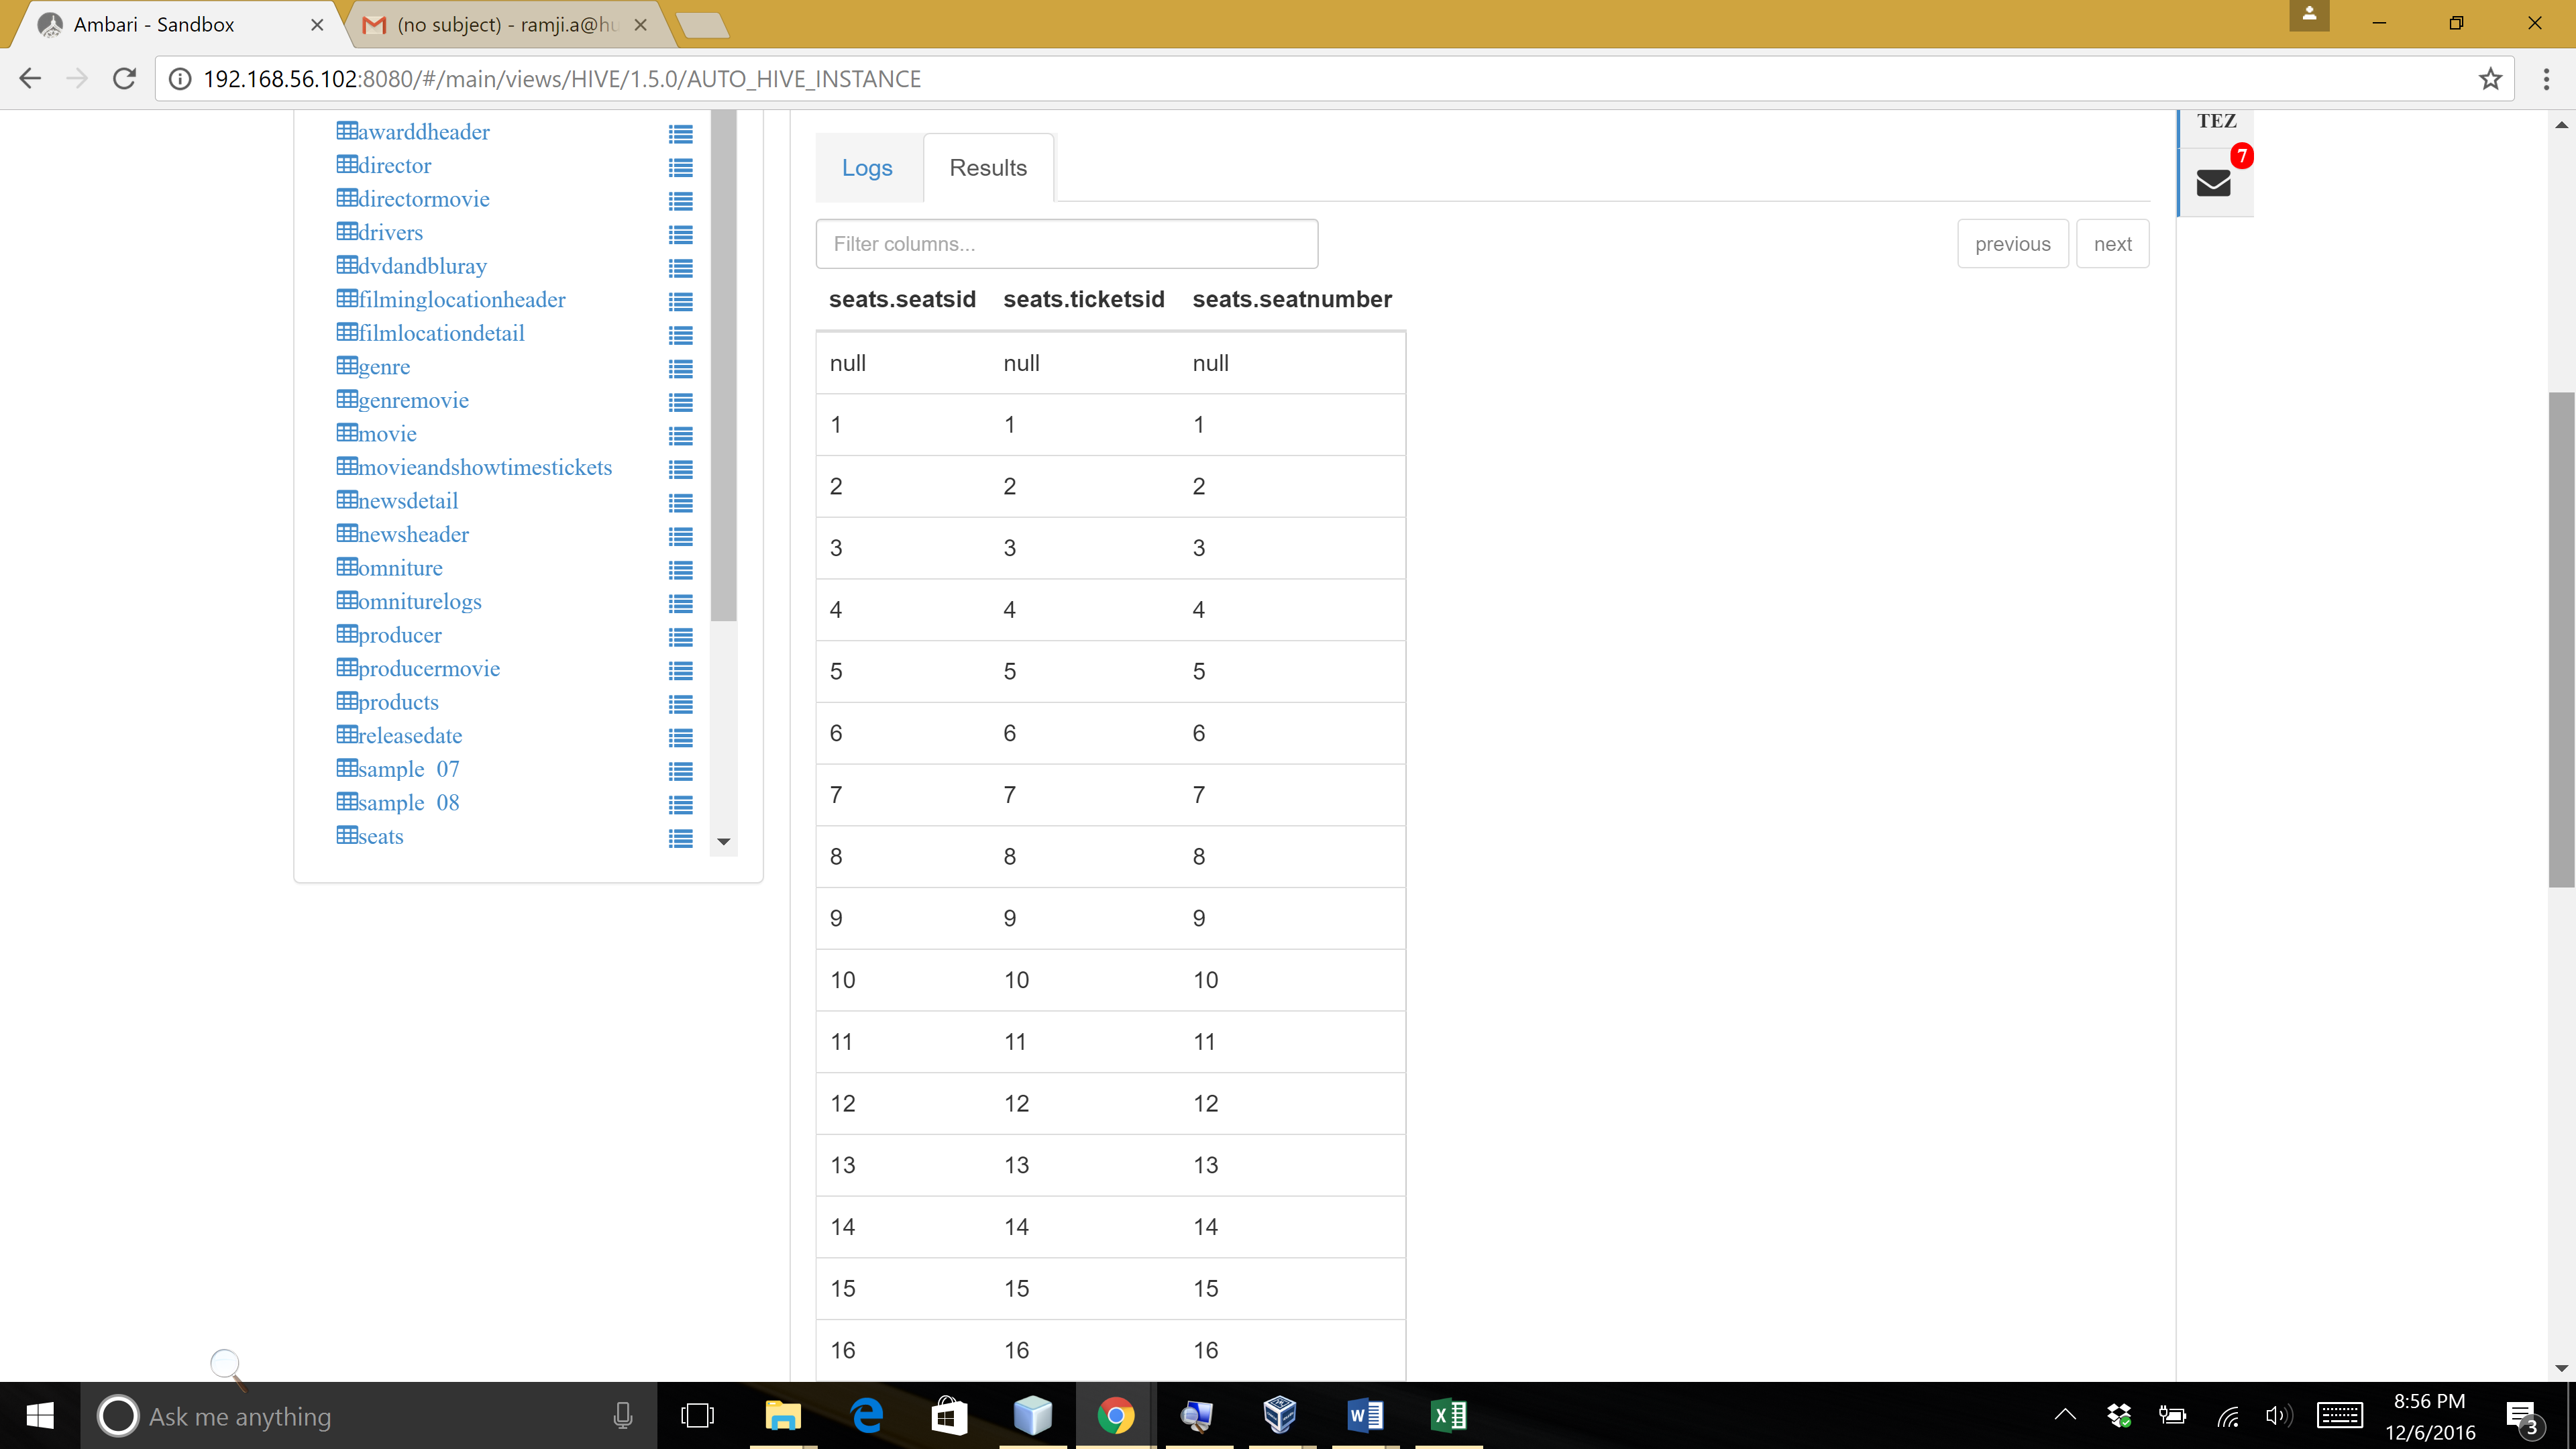 Ambari - Sandbox
(no subject) - ramji.a@hu
192.168.56.102:8080/#/main/views/HIVE/1.5.0/AUTO_HIVE_INSTANCE
awarddheader
director
directormovie
drivers
dvdandbluray
filminglocationheader
filmlocationdetail
genre
genremovie
movie
movieandshowtimestickets
newsdetail
newsheader
omniture
omniturelogs
producer
producermovie
products
releasedate
sample 07
sample 08
seats
Logs Results
Filter columns...
previous next
seats.seatsid seats.ticketsid seats.seatnumber
null null null
1 1 1
2 2 2
3 3 3
4 4 4
5 5 5
6 6 6
7 7 7
8 8 8
9 9 9
10 10 10
11 11 11
12 12 12
13 13 13
14 14 14
15 15 15
16 16 16
TEZ
7
Ask me anything
8:56 PM
12/6/2016
3